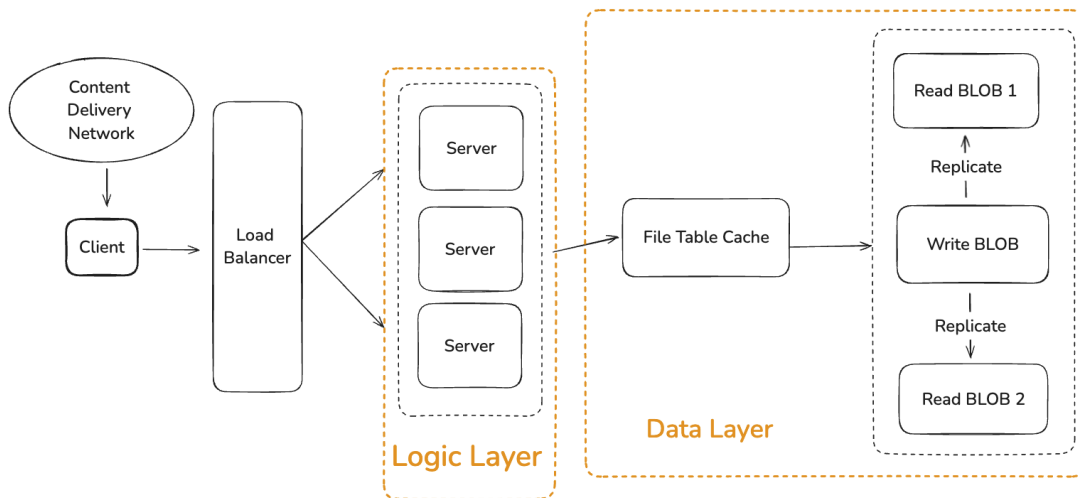 Content
Delivery
Network
Client
Load
Balancer
Server
Server
Server
Logic Layer
File Table Cache
Data Layer
Read BLOB 1
Replicate
Write BLOB
Replicate
Read BLOB 2